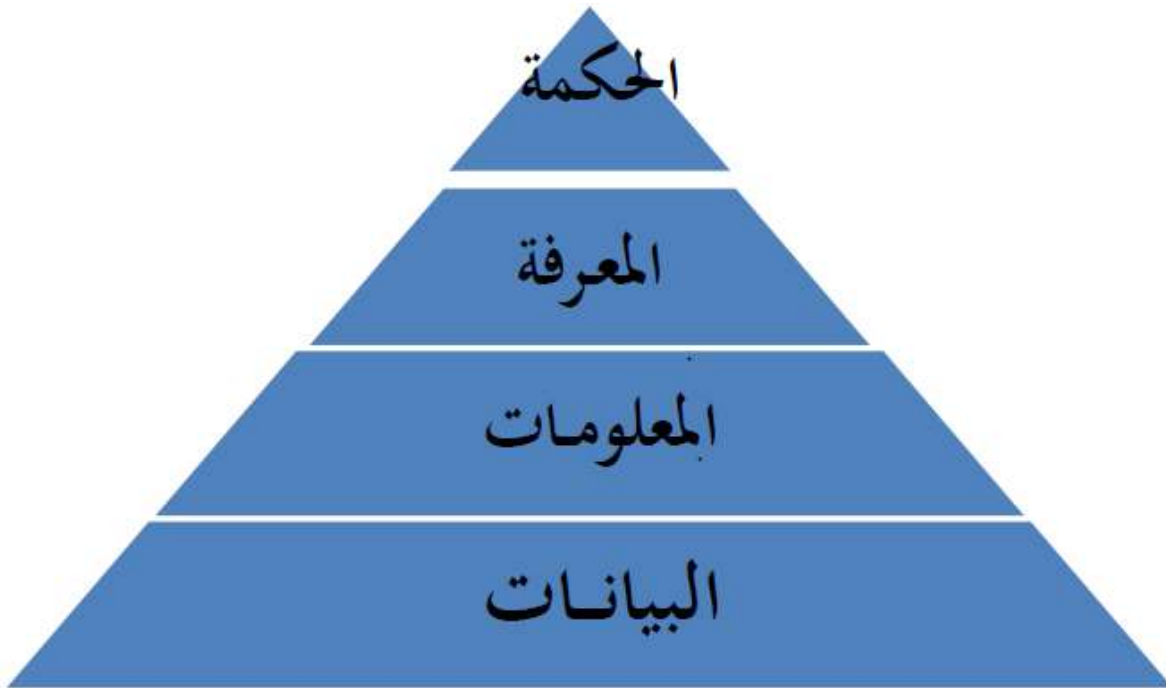 الحكمة
المعرفة
المعلومات
البيانات